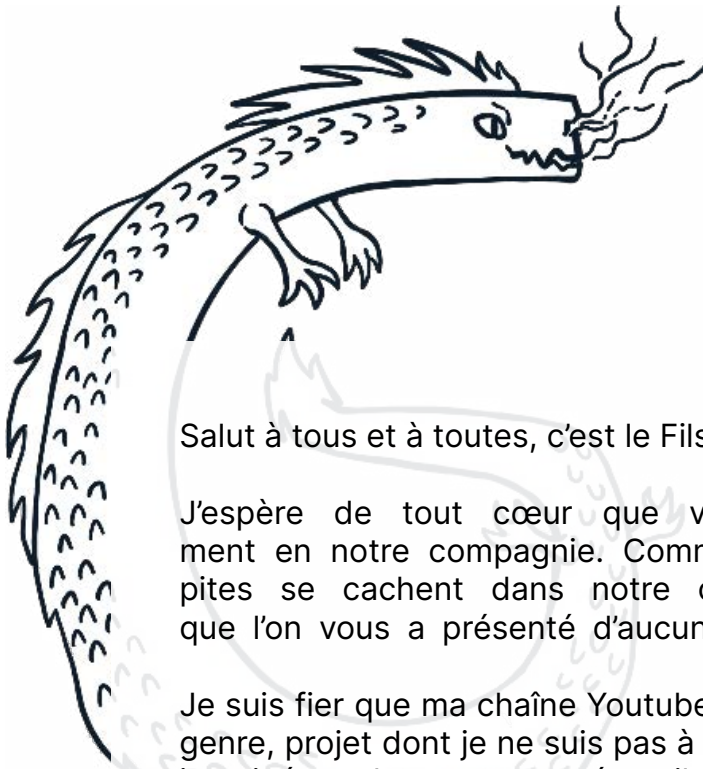 Salut à tous et à toutes, c’est le Fils
J’espère de tout cœur que v
ment en notre compagnie. Comm
pites se cachent dans notre
que l’on vous a présenté d’aucun
Je suis fier que ma chaîne Youtube
genre, projet dont je ne suis pas à